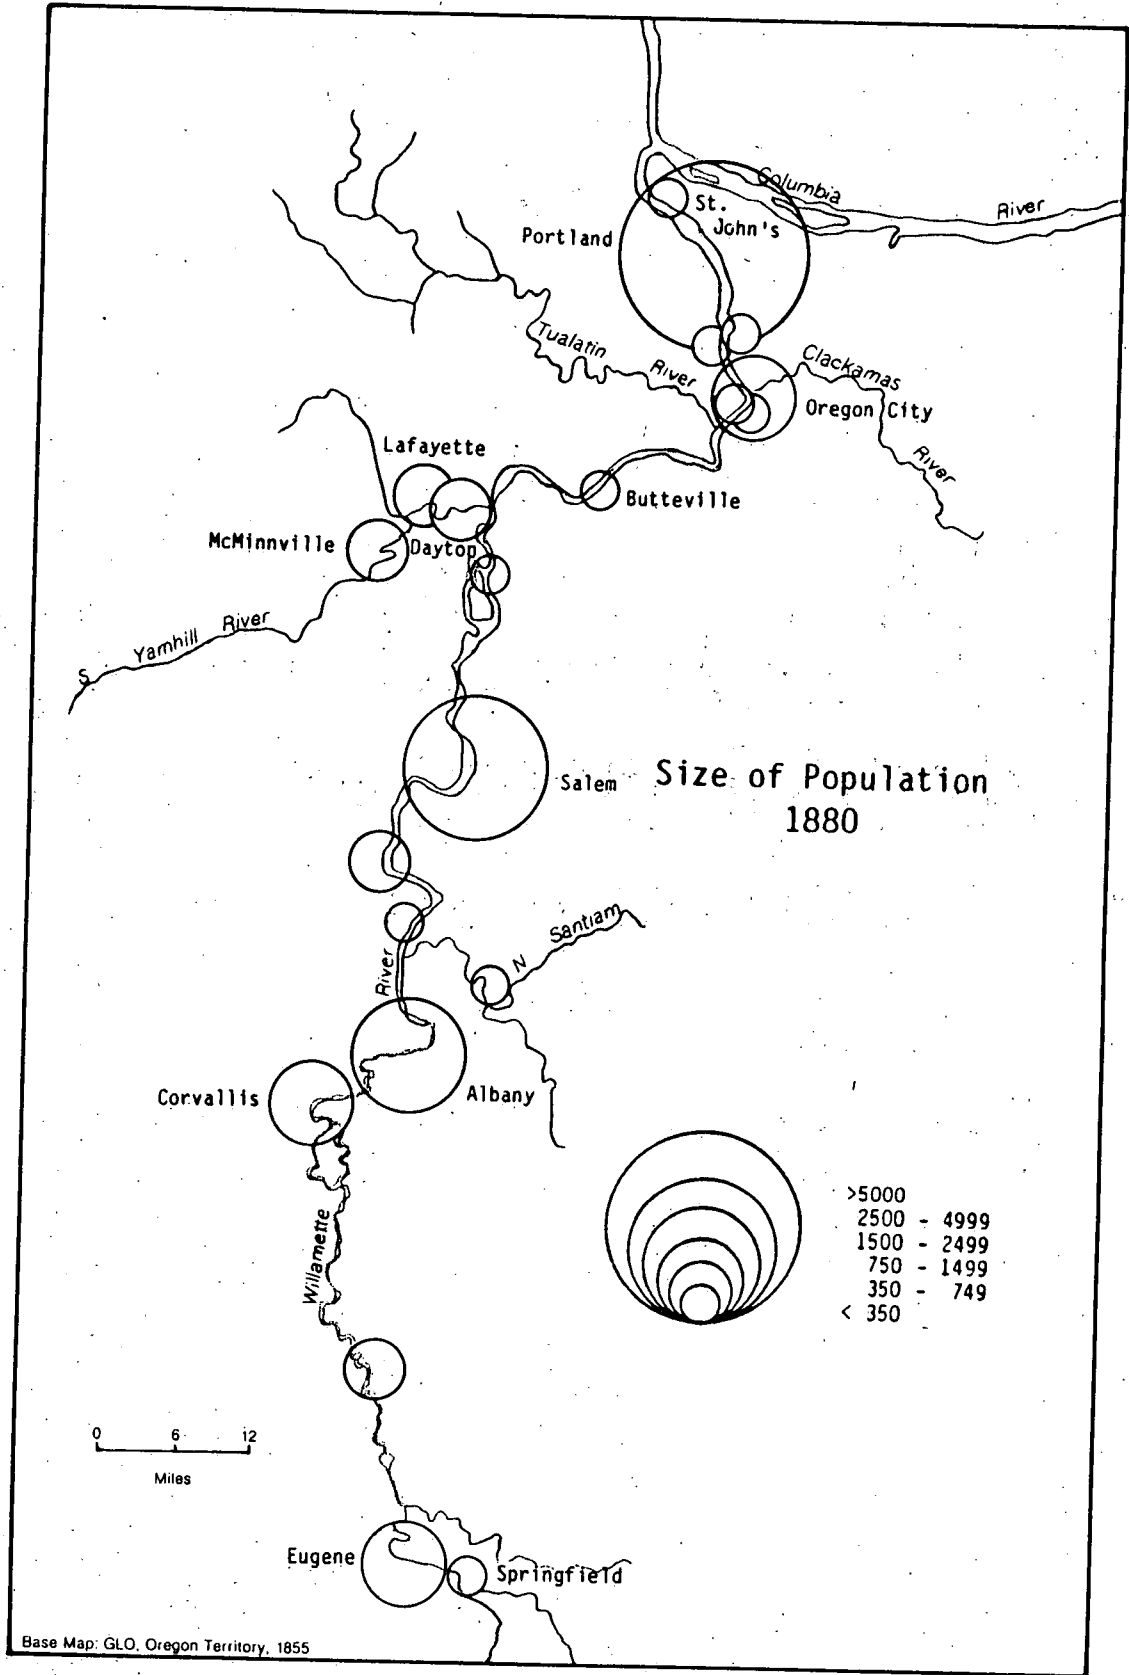 Columbia
River
St.
John's
Portland
Tualatin
River
Clackamas
River
Oregon City
Lafayette
Butteville
McMinnville
Dayton
S
Yamhill River
Salem
Size of Population
1880
N Santiam
River
Albany
Corvallis
>5000
2500 - 4999
1500 - 2499
750 - 1499
350 - 749
< 350
Willamette
0 6 12
Miles
Eugene
Springfield
Base Map: GLO, Oregon Territory, 1855